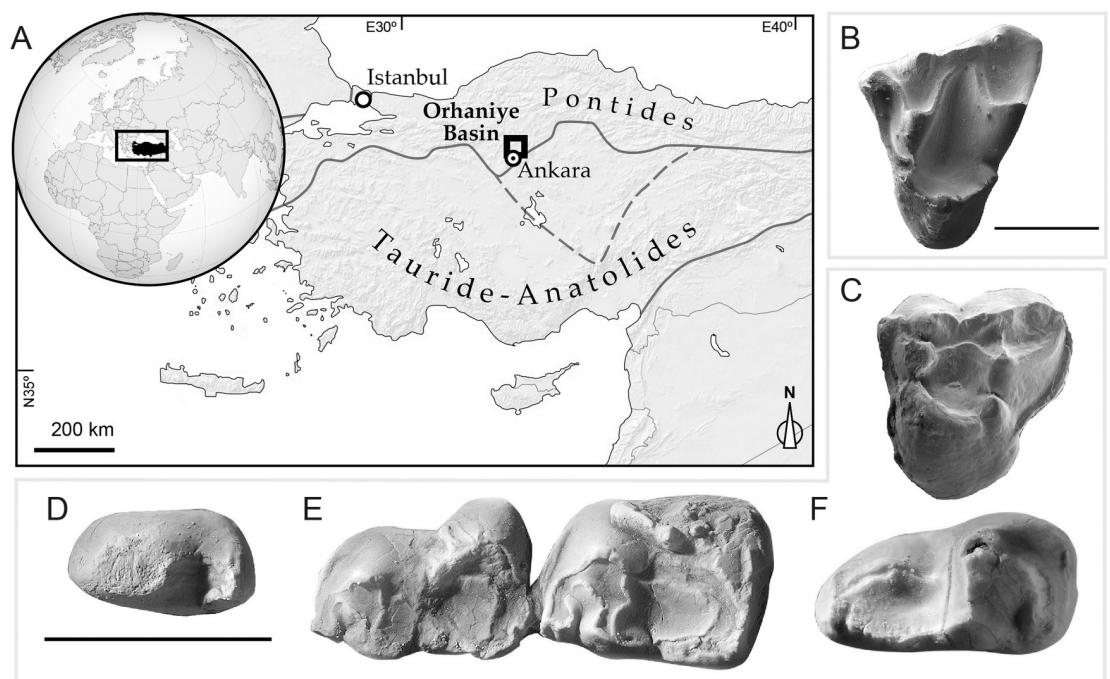 A
E30°
E40°
B
Istanbul
Pontides
Orhaniye
Basin
Ankara
Tauride-Anatolides
C
N35°
200 km
N
D
E
F